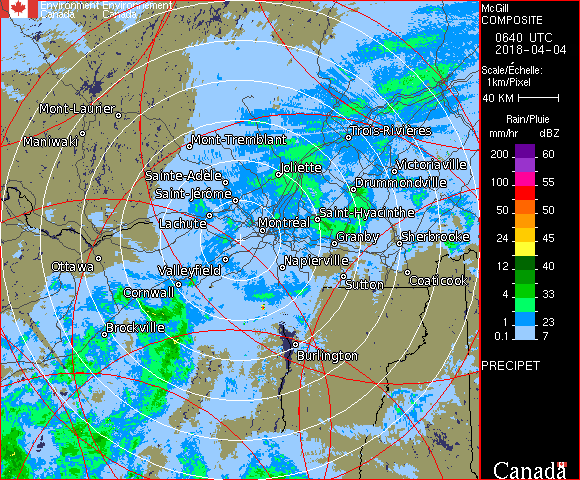 Environment Environnement
Canada Canada
McGill
COMPOSITE
0640 UTC
2018-04-04
Scale/Échelle:
1km/Pixel
40 KM
Rain/Pluie
mm/hr dBZ
200 60
100 55
50 50
24 45
12 40
4 33
1 23
0.1 7
PRECIPET
Canada
Mont-Laurier
Maniwaki
Mont-Tremblant
Trois-Rivières
Joliette
Victoriaville
Sainte-Adèle
Drummondville
Saint-Jérôme
Saint-Hyacinthe
Lachute
Montréal
Granby
Sherbrooke
Ottawa
Valleyfield
Napierville
Sutton
Coaticook
Cornwall
Brockville
Burlington